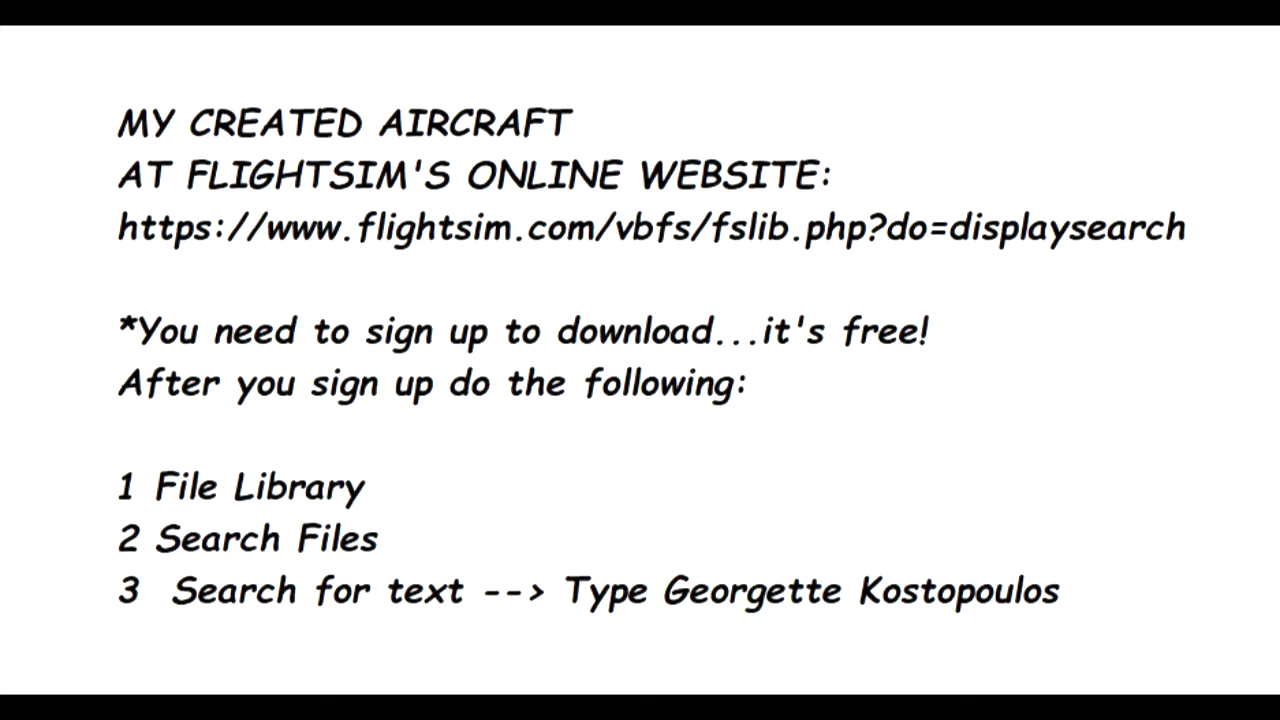 MY CREATED AIRCRAFT
AT FLIGHTSIM'S ONLINE WEBSITE:
https://www.flightsim.com/vbfs/fslib.php?do=displaysearch
*You need to sign up to download...it's free!
After you sign up do the following:
1 File Library
2 Search Files
3 Search for text --> Type Georgette Kostopoulos